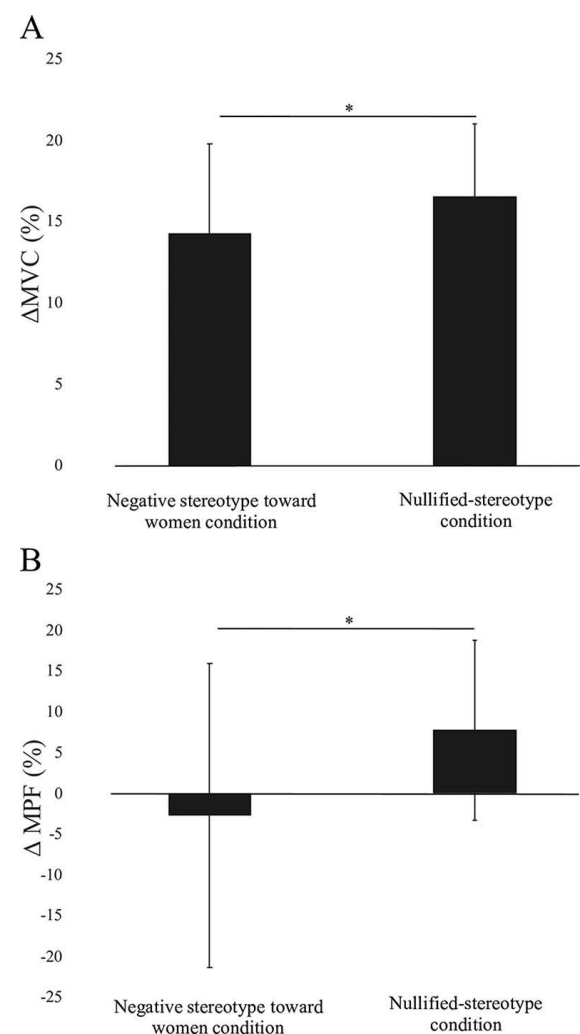 A
25
20
15
10
5
0
ΔMVC (%)
*
Negative stereotype toward
women condition
Nullified-stereotype
condition
B
25
20
15
10
5
0
-5
-10
-15
-20
-25
Δ MPF (%)
*
Negative stereotype toward
women condition
Nullified-stereotype
condition